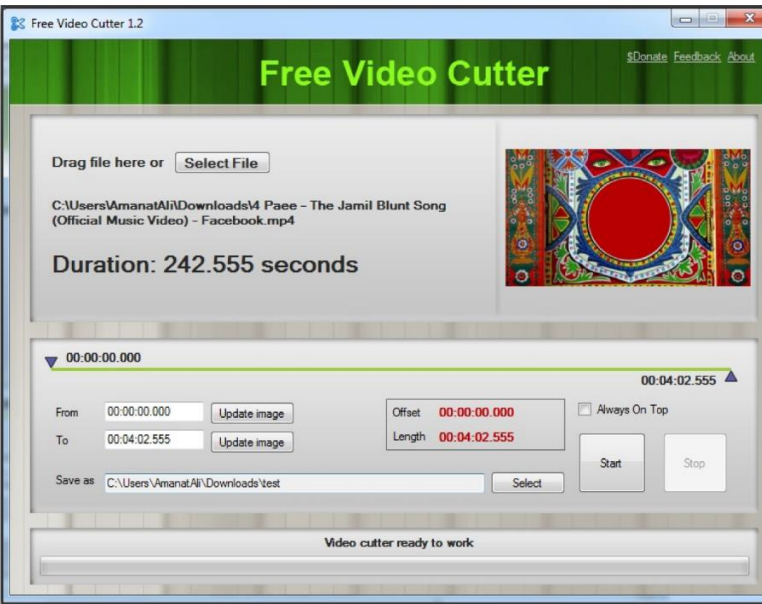 Free Video Cutter 1.2
Free Video Cutter
$Donate Feedback About
Drag file here or Select File
C:\Users\AmanatAli\Downloads\4 Paee - The Jamil Blunt Song
(Official Music Video) - Facebook.mp4
Duration: 242.555 seconds
00:00:00.000
00:04:02.555
From 00:00:00.000 Update image
Offset 00:00:00.000
Always On Top
To 00:04:02.555 Update image
Length 00:04:02.555
Start Stop
Save as C:\Users\AmanatAli\Downloads\test Select
Video cutter ready to work